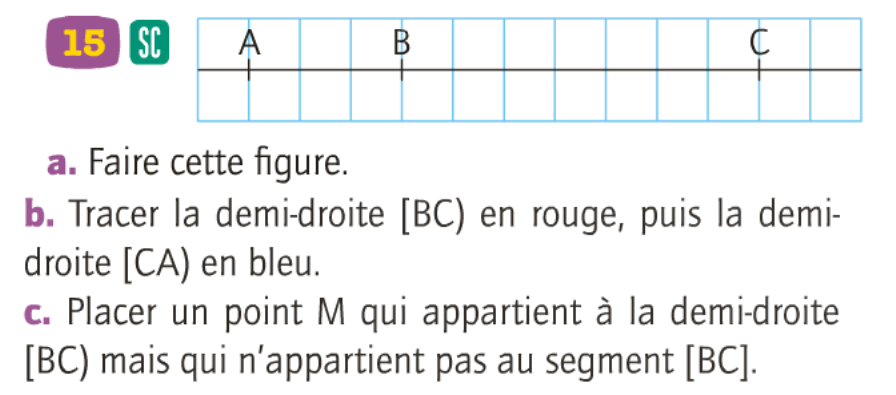 15 SC A B C
a. Faire cette figure.
b. Tracer la demi-droite [BC) en rouge, puis la demi-
droite [CA) en bleu.
c. Placer un point M qui appartient à la demi-droite
[BC) mais qui n’appartient pas au segment [BC].